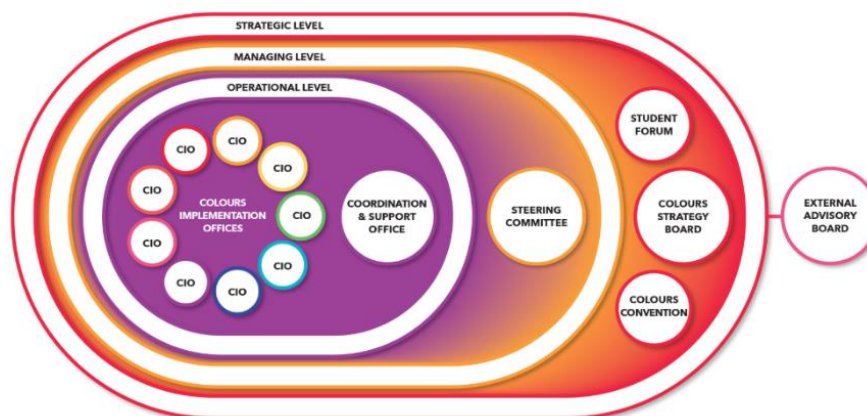 STRATEGIC LEVEL
MANAGING LEVEL
OPERATIONAL LEVEL
CIO
CIO
CIO
CIO
CIO
CIO
CIO
CIO
CIO
COLOURS
IMPLEMENTATION
OFFICES
COORDINATION
& SUPPORT
OFFICE
STEERING
COMMITTEE
STUDENT
FORUM
COLOURS
STRATEGY
BOARD
COLOURS
CONVENTION
EXTERNAL
ADVISORY
BOARD